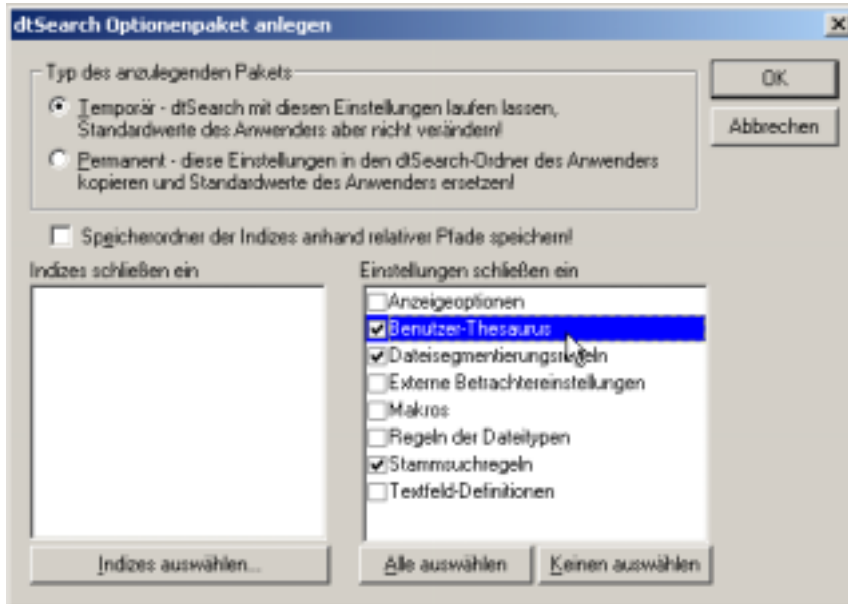 dtSearch Optionenpaket anlegen
Typ des anzulegenden Pakets
OK
Temporär - dtSearch mit diesen Einstellungen laufen lassen,
Standardwerte des Anwenders aber nicht verändern!
Abbrechen
Permanent - diese Einstellungen in den dtSearch-Ordner des Anwenders
kopieren und Standardwerte des Anwenders ersetzen!
Speicherordner der Indizes anhand relativer Pfade speichern!
Indizes schließen ein
Einstellungen schließen ein
Anzeigeoptionen
Benutzer-Thesaurus
Dateisegmentierungsregeln
Externe Betrachtereinstellungen
Makros
Regeln der Dateitypen
Stammsuchregeln
Textfeld-Definitionen
Indizes auswählen...
Alle auswählen
Keinen auswählen